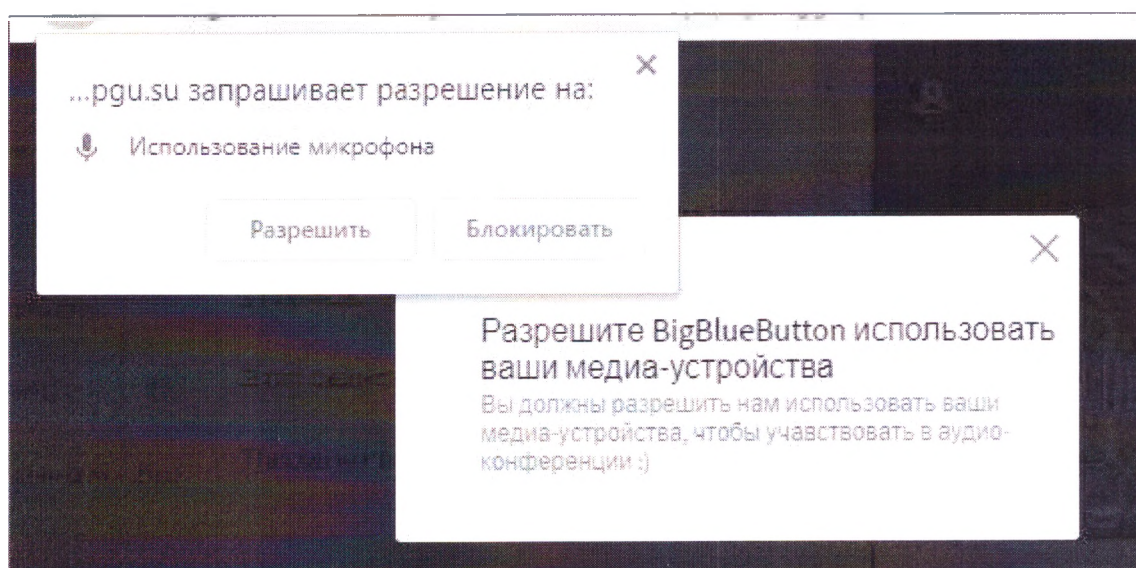 ...pgu.su запрашивает разрешение на:
Использование микрофона
Разрешить
Блокировать
Разрешите BigBlueButton использовать
ваши медиа-устройства
Вы должны разрешить нам использовать ваши
медиа-устройства, чтобы учавствовать в аудио-
конференции :)